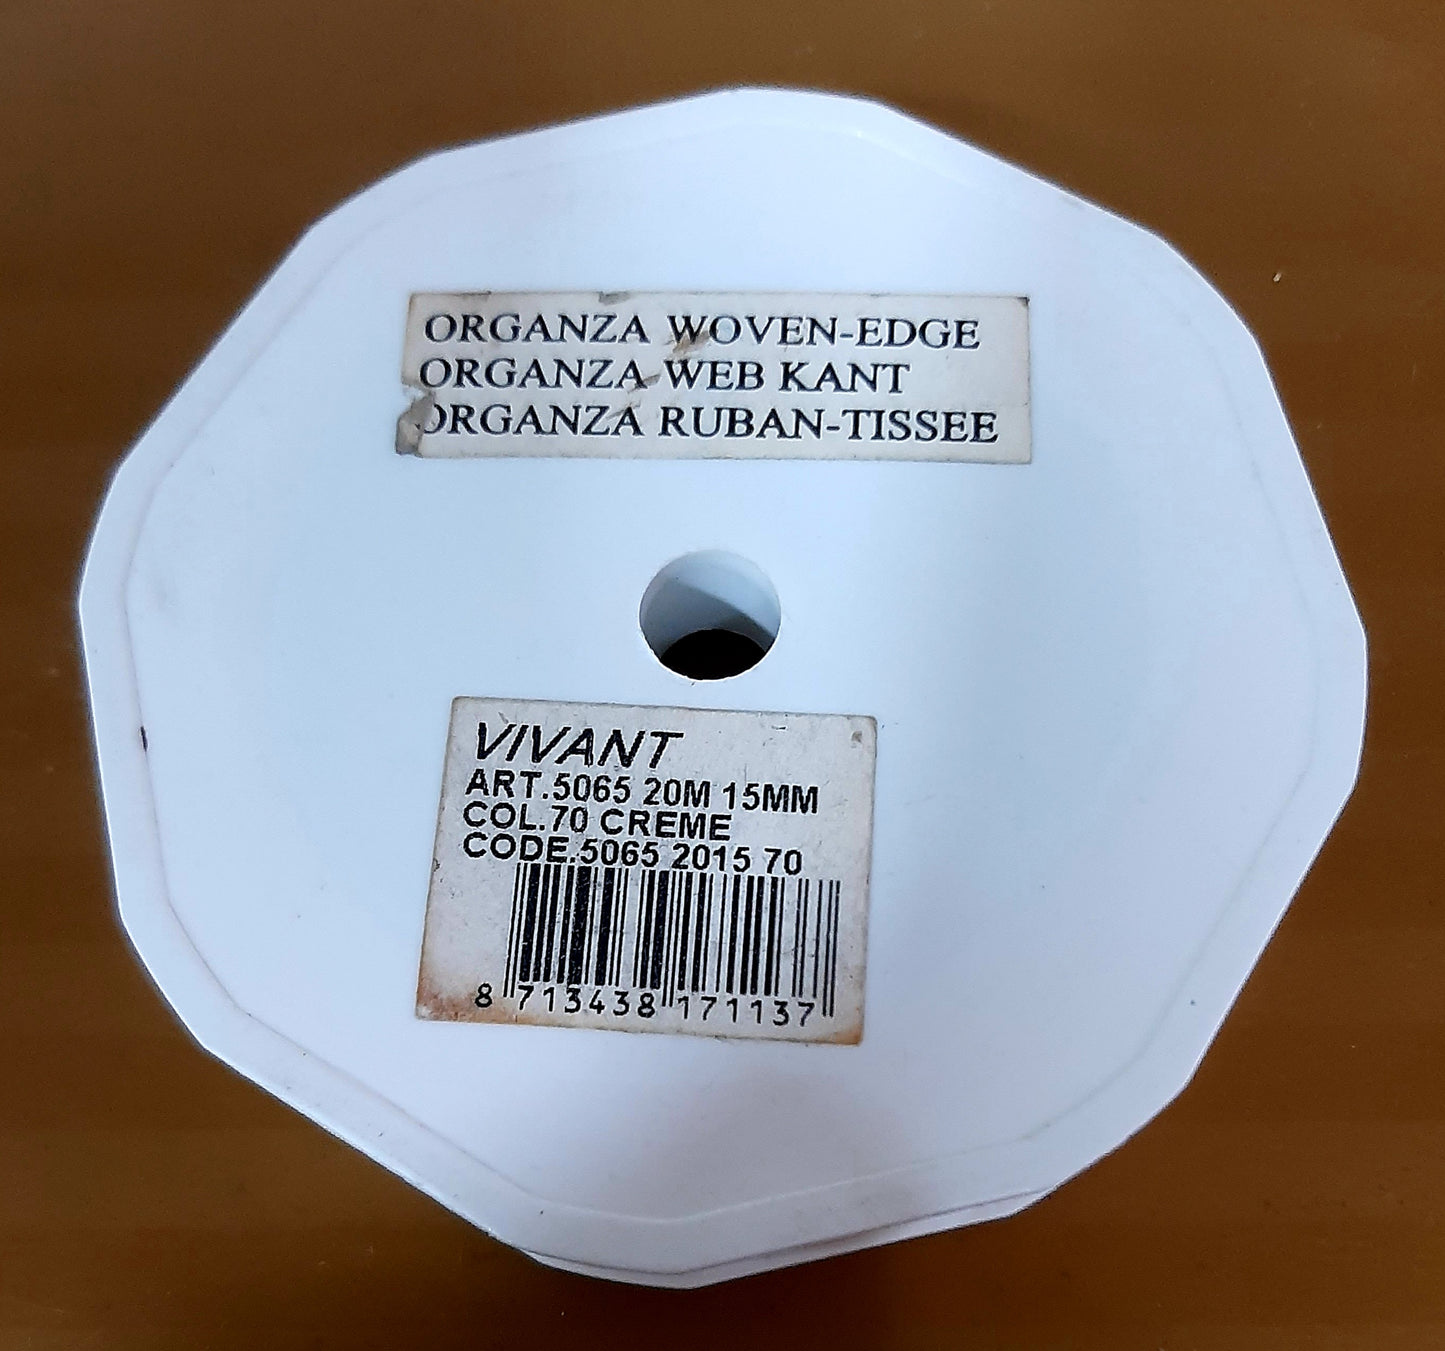 ORGANZA WOVEN-EDGE
ORGANZA WEB KANT
ORGANZA RUBAN-TISSEE
VIVANT
ART.5065 20M 15MM
COL.70 CREME
CODE.5065 2015 70
8 713438 171137